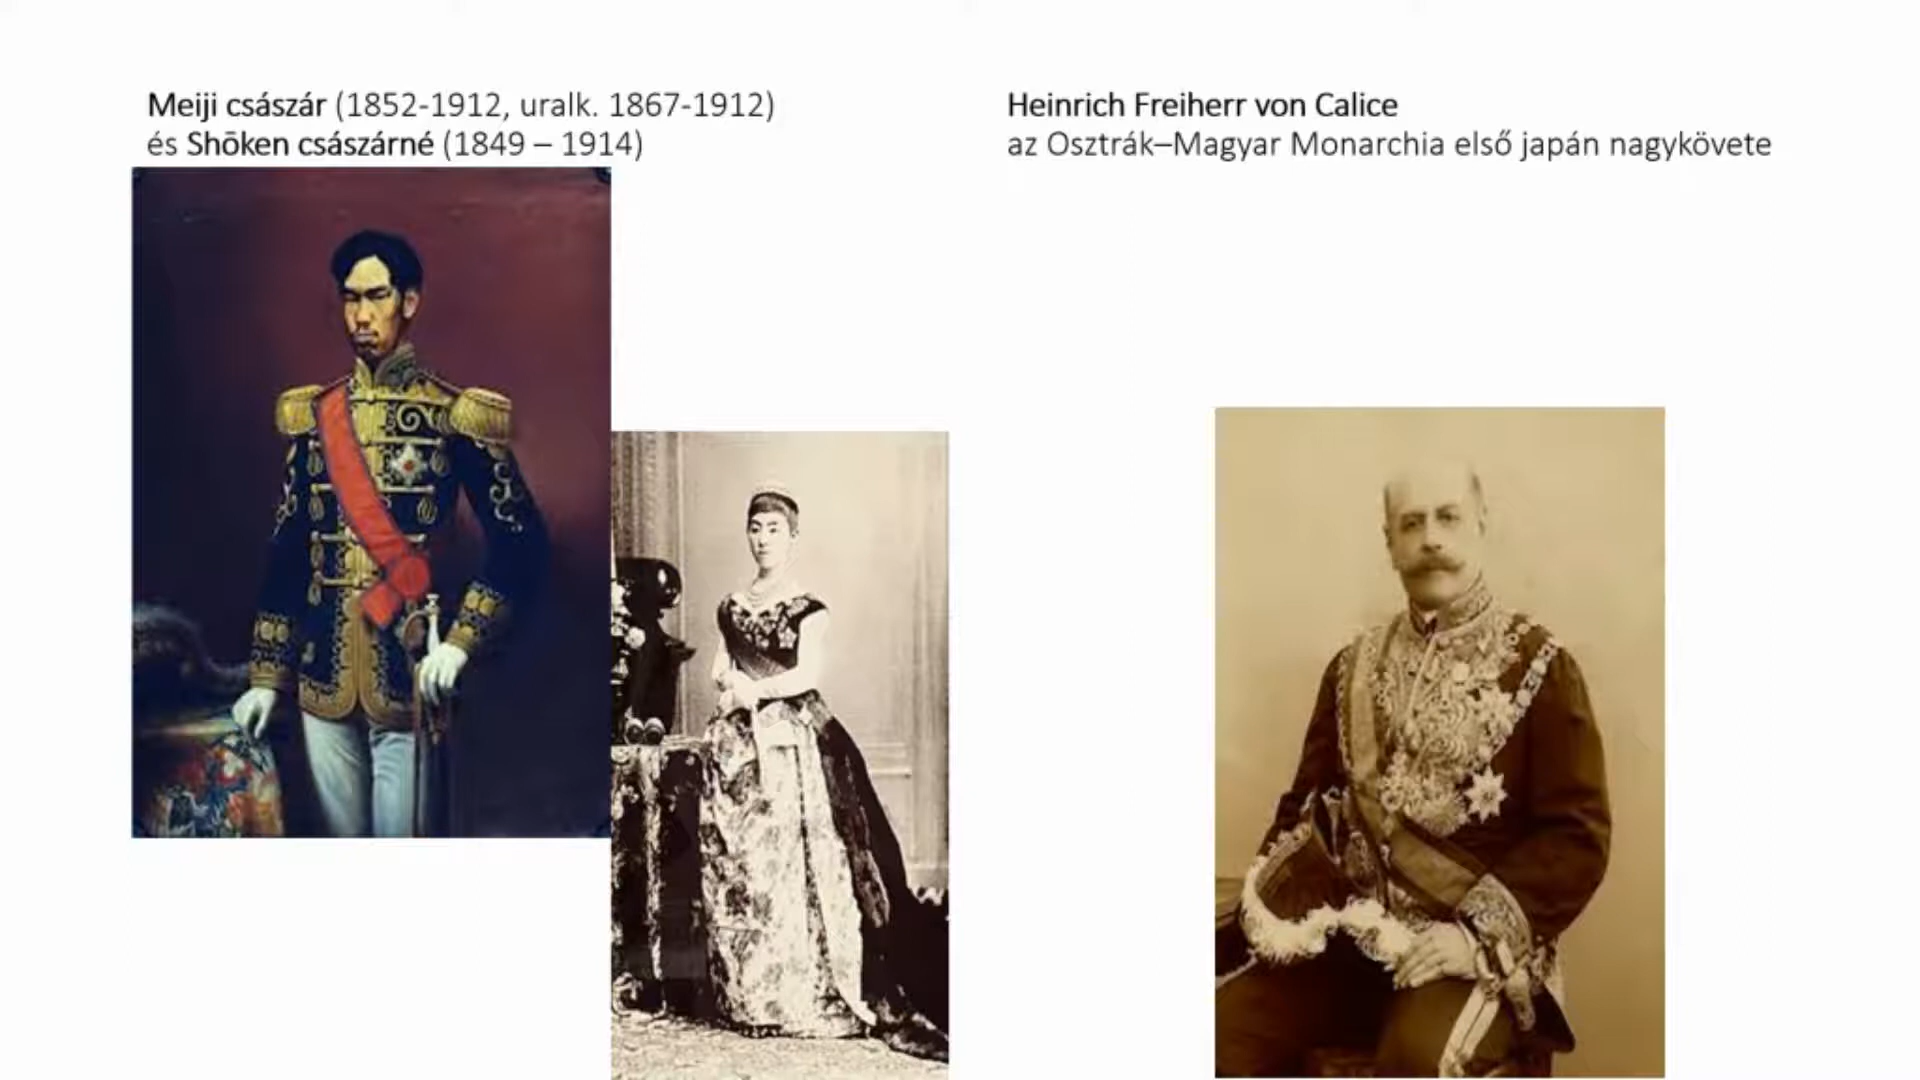 Meiji császár (1852-1912, uralk. 1867-1912)
és Shōken császárné (1849 – 1914)
Heinrich Freiherr von Calice
az Osztrák–Magyar Monarchia első japán nagykövete